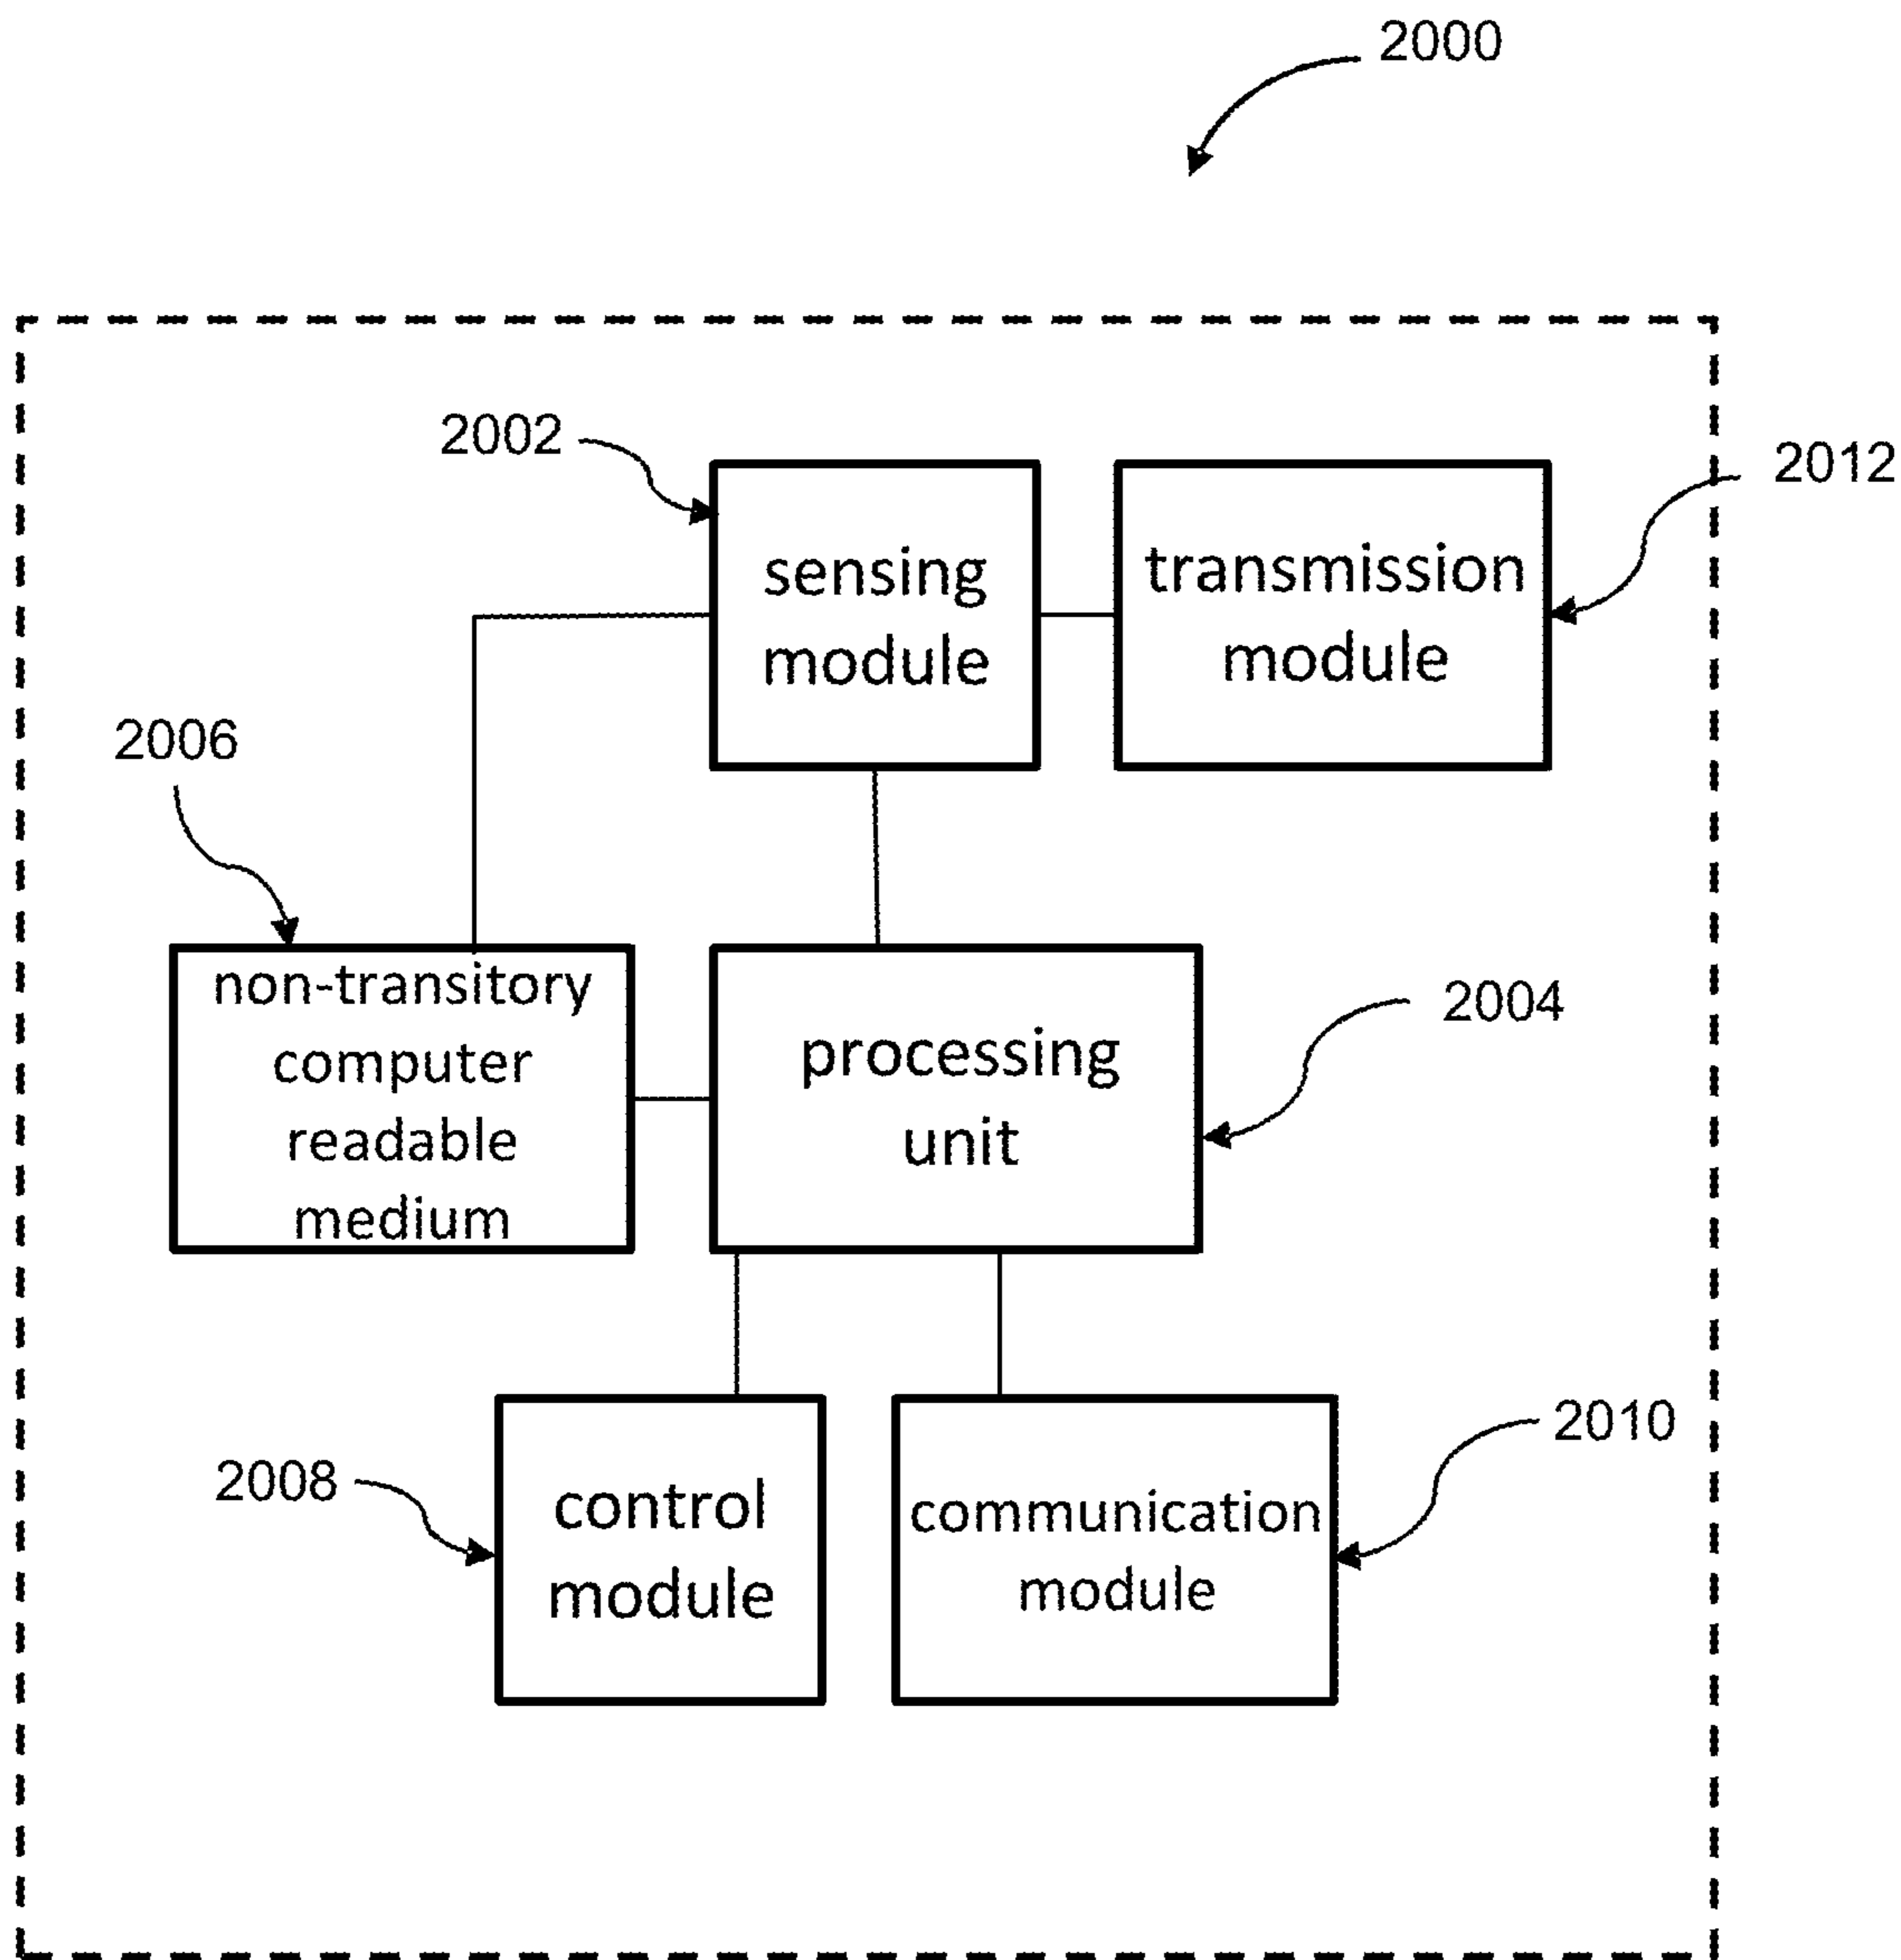 2000
2002
sensing
module
transmission
module
2012
2006
non-transitory
computer
readable
medium
processing
unit
2004
2008
control
module
communication
module
2010